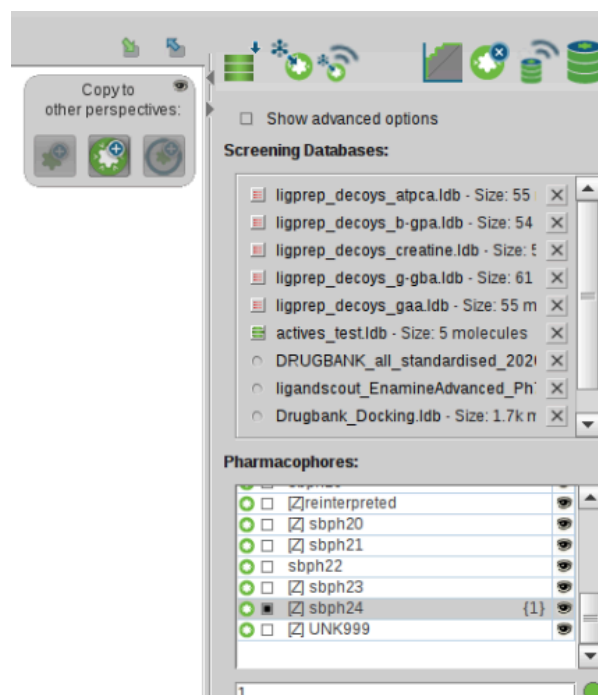 Copy to
other perspectives:
Show advanced options
Screening Databases:
ligprep_decoys_atpca.ldb - Size: 55
ligprep_decoys_b-gpa.ldb - Size: 54
ligprep_decoys_creatine.ldb - Size: 5
ligprep_decoys_g-gba.ldb - Size: 61
ligprep_decoys_gaa.ldb - Size: 55 m
actives_test.ldb - Size: 5 molecules
DRUGBANK_all_standardised_202
ligandscout_EnamineAdvanced_Ph
Drugbank_Docking.ldb - Size: 1.7k m
Pharmacophores:
[Z]reinterpreted
[Z] sbph20
[Z] sbph21
sbph22
[Z] sbph23
[Z] sbph24 {1}
[Z] UNK999
1